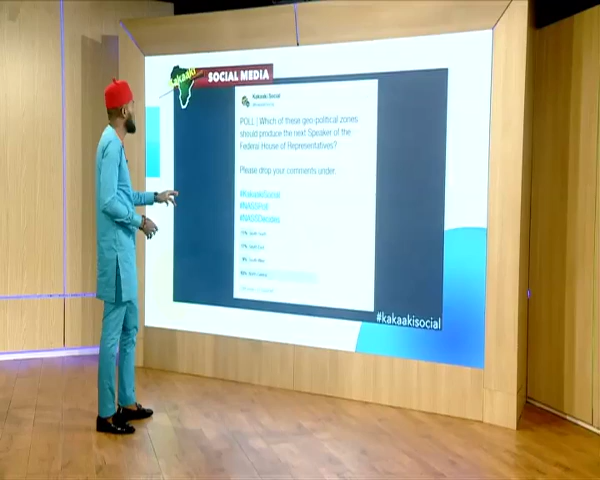 Kakaaki
SOCIAL MEDIA
Kakaaki Social
POLL | Which of these geo-political zones
should produce the next Speaker of the
Federal House of Representatives?
Please drop your comments under.
#KakaakiSocial
#NASSPoll
#NASSDecides
#kakaakisocial